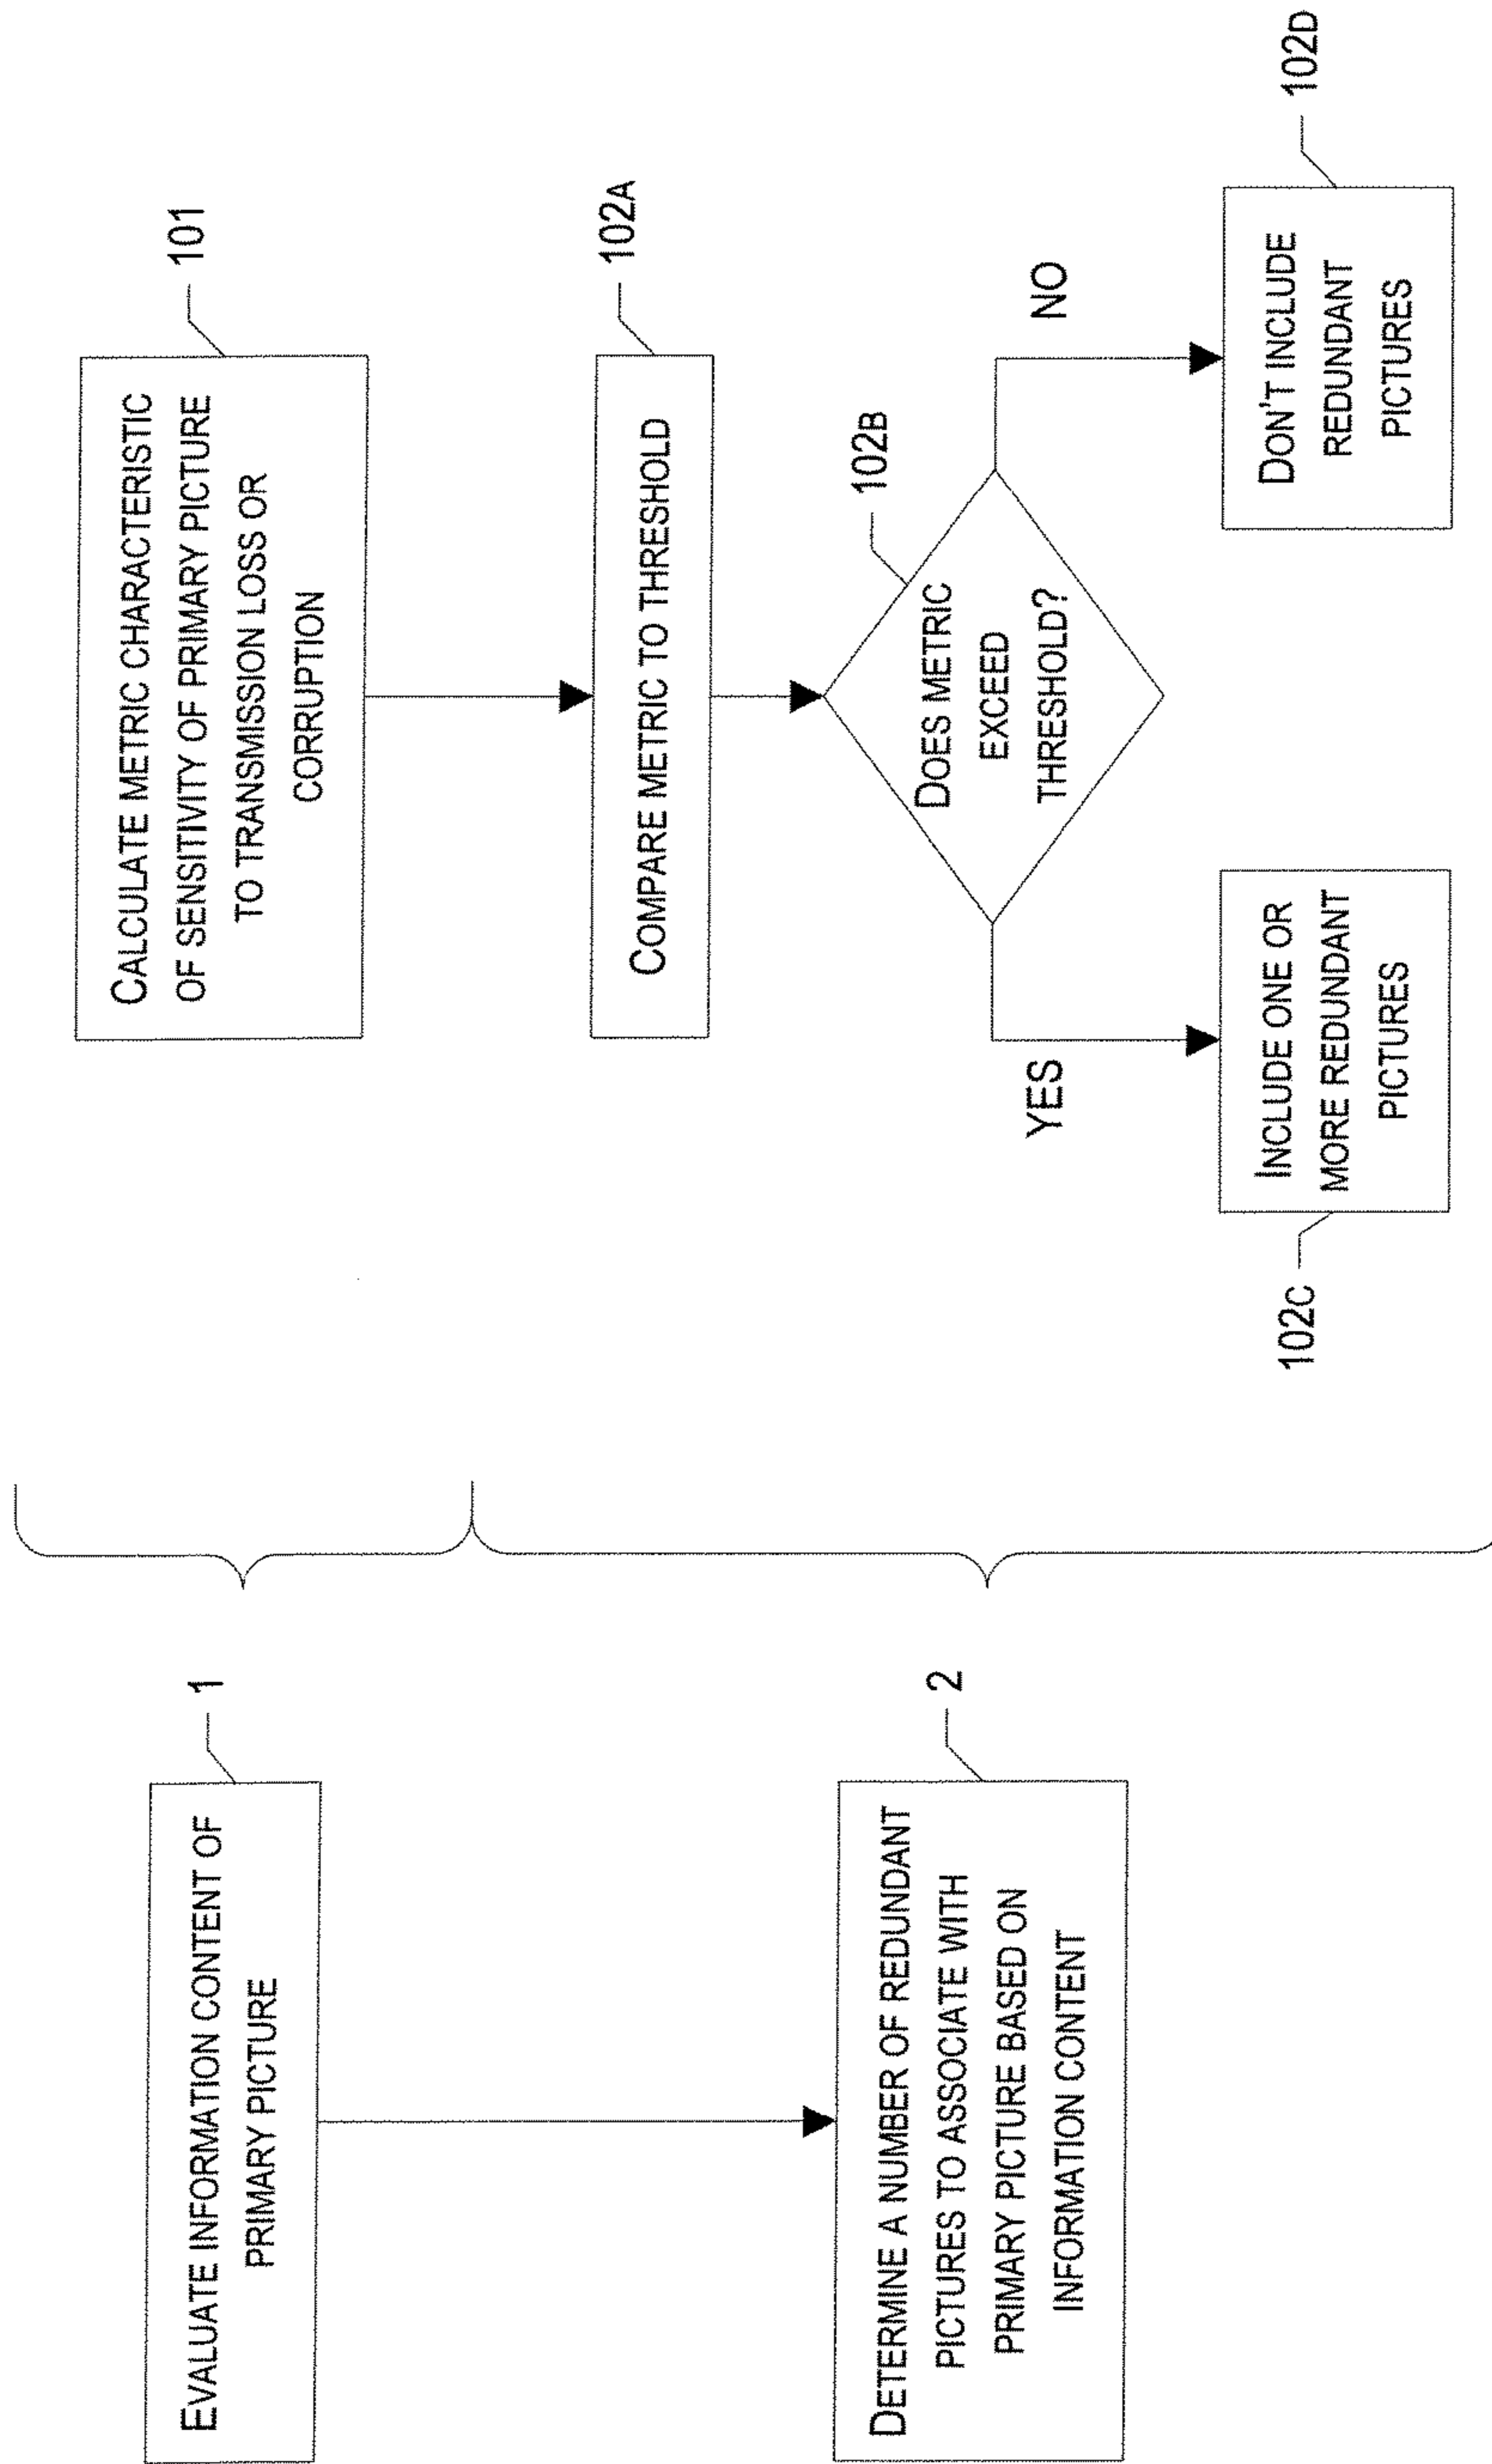 1
EVALUATE INFORMATION CONTENT OF
PRIMARY PICTURE
2
DETERMINE A NUMBER OF REDUNDANT
PICTURES TO ASSOCIATE WITH
PRIMARY PICTURE BASED ON
INFORMATION CONTENT
101
CALCULATE METRIC CHARACTERISTIC
OF SENSITIVITY OF PRIMARY PICTURE
TO TRANSMISSION LOSS OR
CORRUPTION
102A
COMPARE METRIC TO THRESHOLD
102B
DOES METRIC
EXCEED
THRESHOLD?
YES
NO
102C
INCLUDE ONE OR
MORE REDUNDANT
PICTURES
102D
DON'T INCLUDE
REDUNDANT
PICTURES